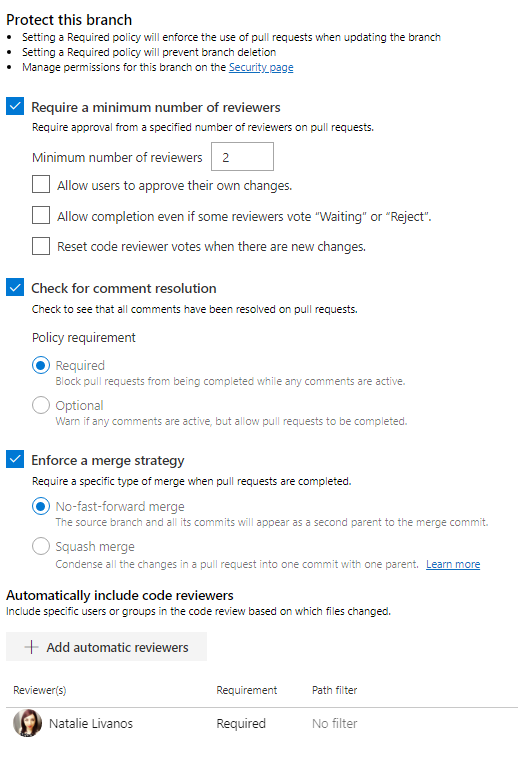 Protect this branch
• Setting a Required policy will enforce the use of pull requests when updating the branch
• Setting a Required policy will prevent branch deletion
• Manage permissions for this branch on the Security page
Require a minimum number of reviewers
Require approval from a specified number of reviewers on pull requests.
Minimum number of reviewers 2
Allow users to approve their own changes.
Allow completion even if some reviewers vote "Waiting" or "Reject".
Reset code reviewer votes when there are new changes.
Check for comment resolution
Check to see that all comments have been resolved on pull requests.
Policy requirement
Required
Block pull requests from being completed while any comments are active.
Optional
Warn if any comments are active, but allow pull requests to be completed.
Enforce a merge strategy
Require a specific type of merge when pull requests are completed.
No-fast-forward merge
The source branch and all its commits will appear as a second parent to the merge commit.
Squash merge
Condense all the changes in a pull request into one commit with one parent. Learn more
Automatically include code reviewers
Include specific users or groups in the code review based on which files changed.
+ Add automatic reviewers
Reviewer(s) Requirement Path filter
Natalie Livanos Required No filter